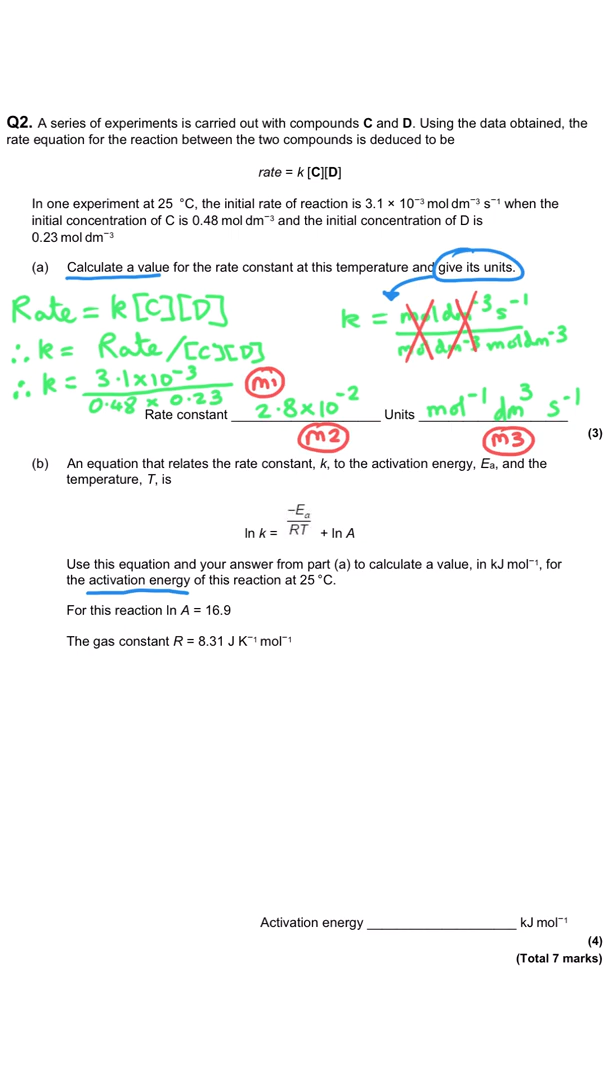 Q2. A series of experiments is carried out with compounds C and D. Using the data obtained, the
rate equation for the reaction between the two compounds is deduced to be
rate = k [C][D]
In one experiment at 25 °C, the initial rate of reaction is 3.1 × 10⁻³ mol dm⁻³ s⁻¹ when the
initial concentration of C is 0.48 mol dm⁻³ and the initial concentration of D is
0.23 mol dm⁻³
(a) Calculate a value for the rate constant at this temperature and give its units.
Rate = k[C][D]
∴ k = Rate/[C][D]
∴ k = 3.1×10⁻³
0.48 × 0.23
M1
k = moldm⁻³s⁻¹
moldm⁻³ moldm⁻³
Rate constant 2.8×10⁻² Units mol⁻¹ dm³ s⁻¹
M2 M3
(3)
(b) An equation that relates the rate constant, k, to the activation energy, Eₐ, and the
temperature, T, is
ln k = −Eₐ/RT + ln A
Use this equation and your answer from part (a) to calculate a value, in kJ mol⁻¹, for
the activation energy of this reaction at 25 °C.
For this reaction ln A = 16.9
The gas constant R = 8.31 J K⁻¹ mol⁻¹
Activation energy ____________________ kJ mol⁻¹
(4)
(Total 7 marks)